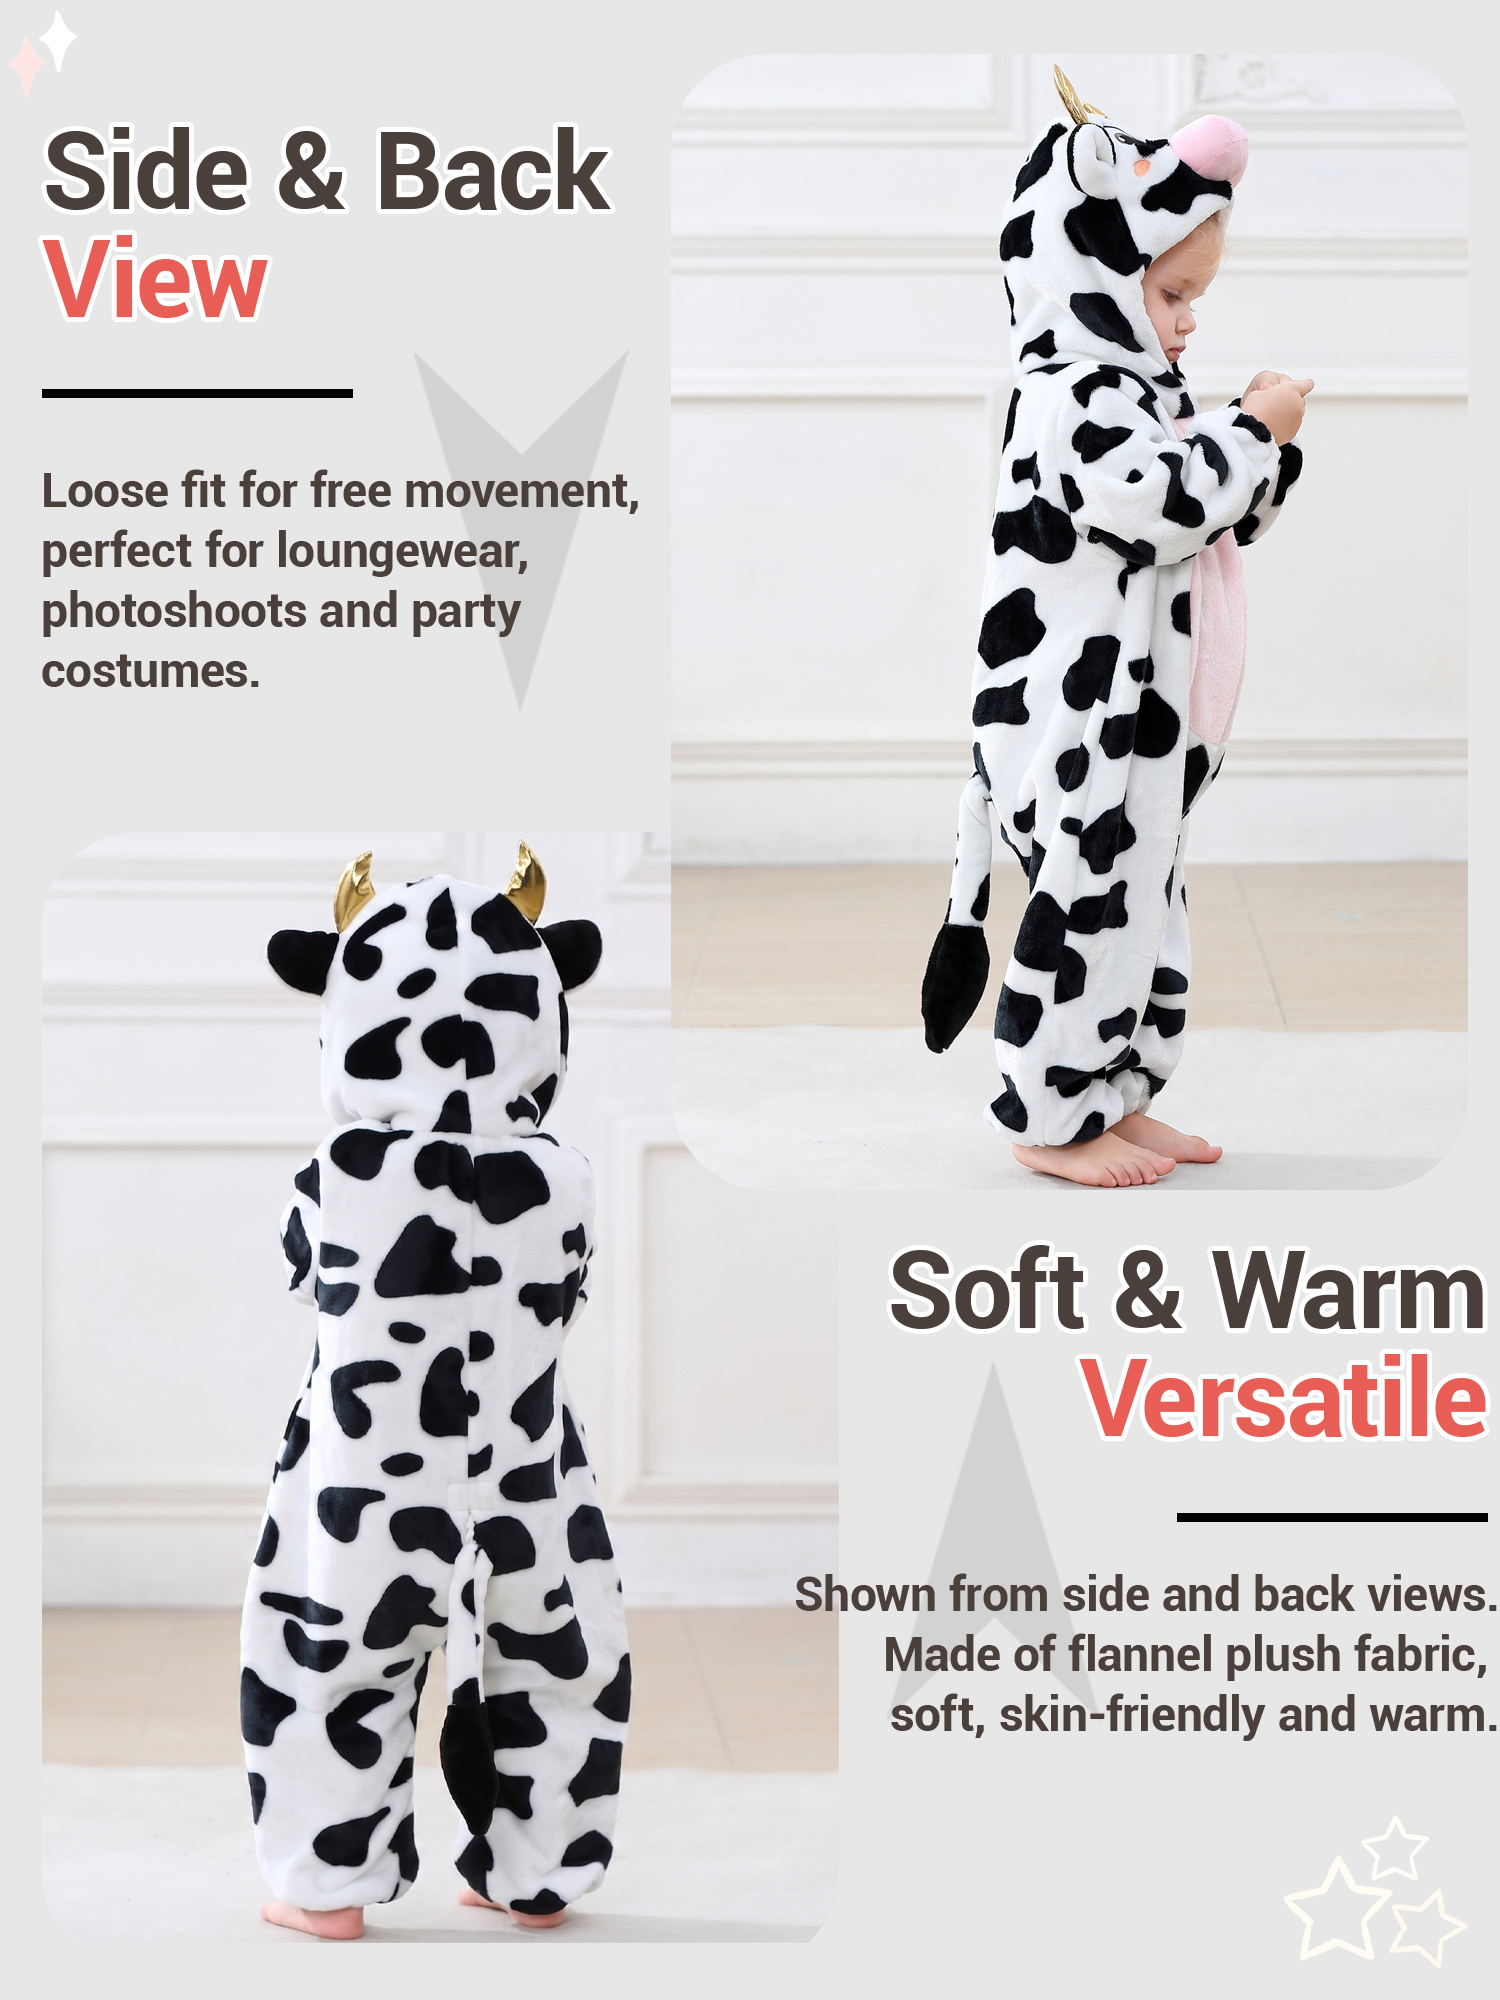 Side & Back
View
Loose fit for free movement,
perfect for loungewear,
photoshoots and party
costumes.
Soft & Warm
Versatile
Shown from side and back views.
Made of flannel plush fabric,
soft, skin-friendly and warm.